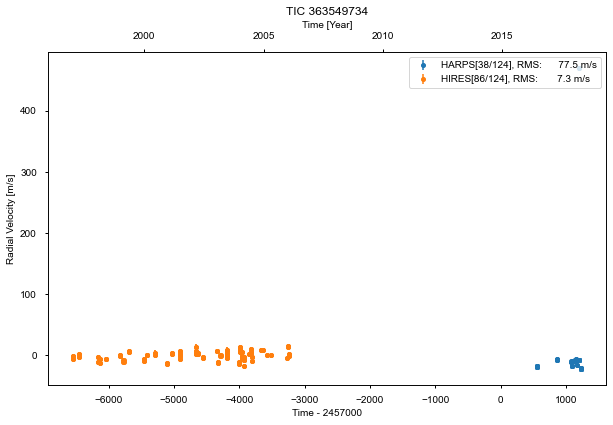 TIC 363549734
Time [Year]
2000 2005 2010 2015
HARPS[38/124], RMS: 77.5 m/s
HIRES[86/124], RMS: 7.3 m/s
Radial Velocity [m/s]
400
300
200
100
0
−6000 −5000 −4000 −3000 −2000 −1000 0 1000
Time - 2457000